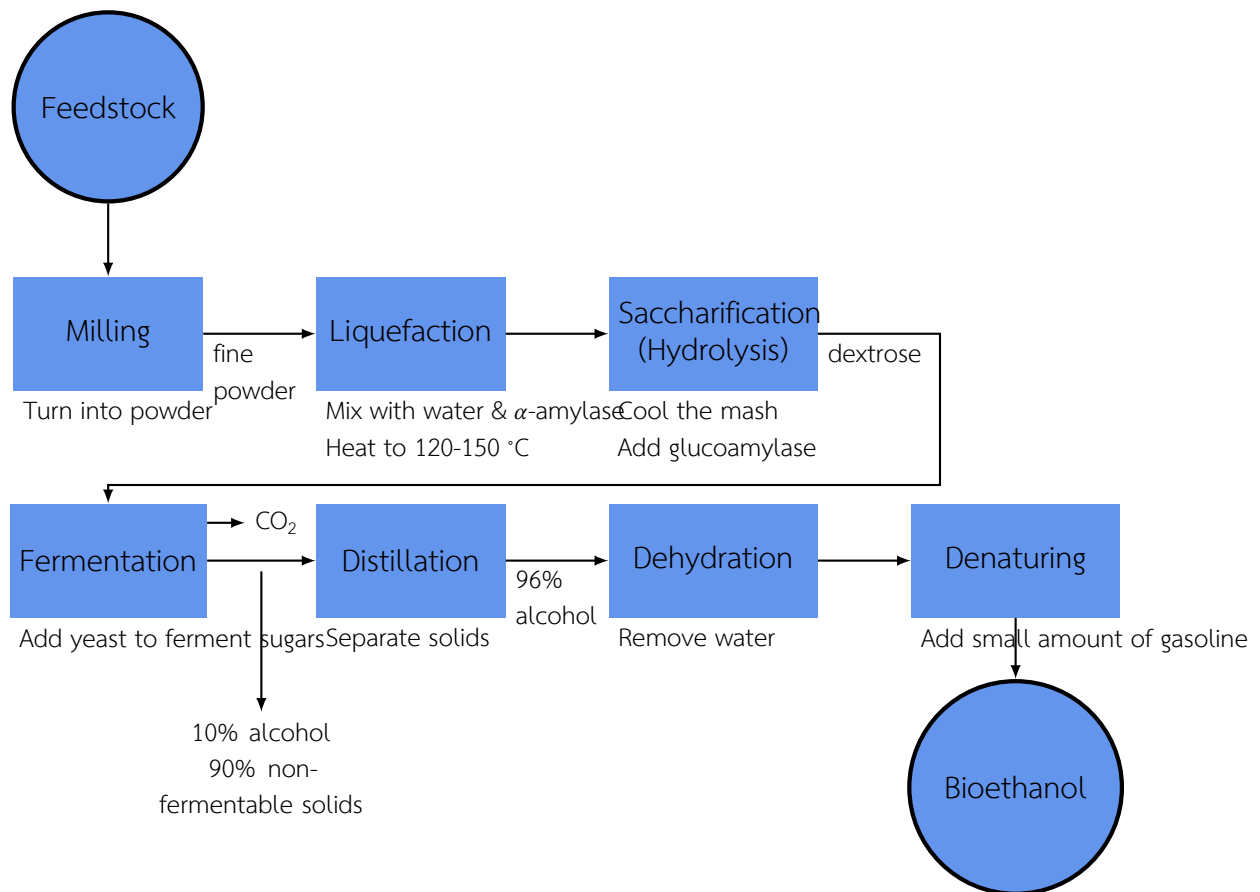 Feedstock
Milling
fine
powder
Turn into powder
Liquefaction
Mix with water & α-amylase
Heat to 120-150 °C
Saccharification
(Hydrolysis)
dextrose
Cool the mash
Add glucoamylase
Fermentation
CO₂
Add yeast to ferment sugars
10% alcohol
90% non-
fermentable solids
Distillation
Separate solids
96%
alcohol
Dehydration
Remove water
Denaturing
Add small amount of gasoline
Bioethanol